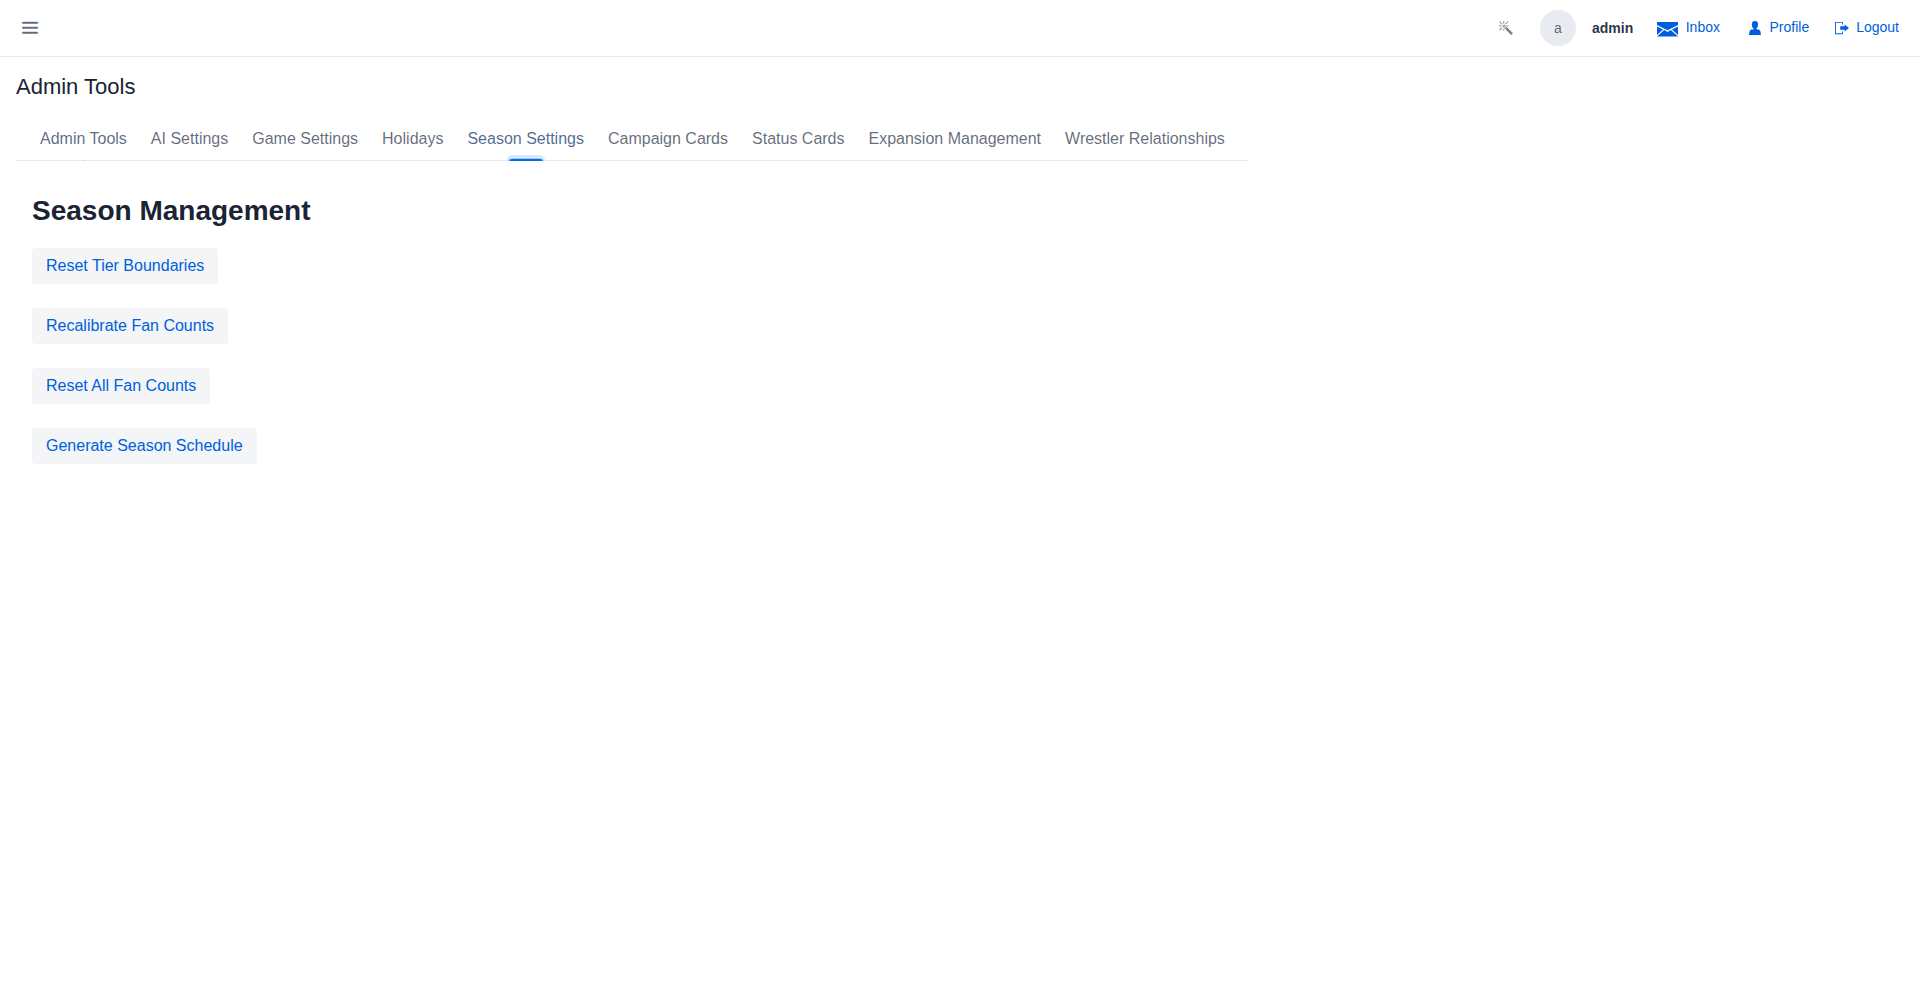 a admin Inbox Profile Logout
Admin Tools
Admin Tools AI Settings Game Settings Holidays Season Settings Campaign Cards Status Cards Expansion Management Wrestler Relationships
Season Management
Reset Tier Boundaries
Recalibrate Fan Counts
Reset All Fan Counts
Generate Season Schedule